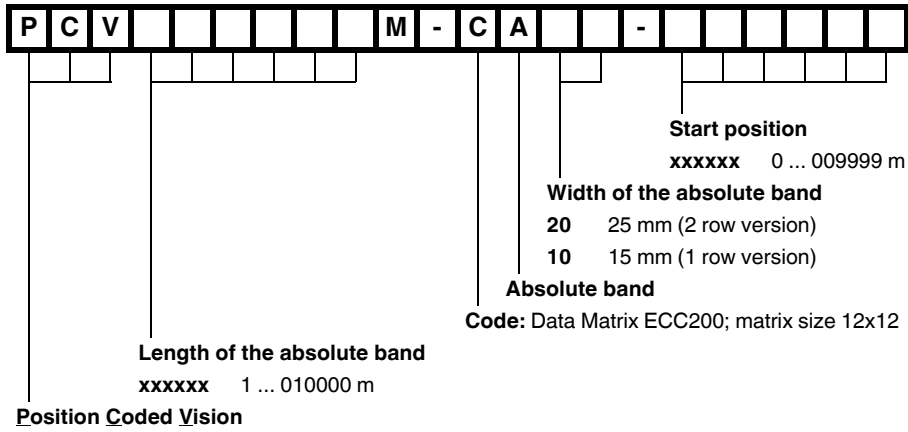 P C V M - C A -
Start position
xxxxxx 0 ... 009999 m
Width of the absolute band
20 25 mm (2 row version)
10 15 mm (1 row version)
Absolute band
Code: Data Matrix ECC200; matrix size 12x12
Length of the absolute band
xxxxxx 1 ... 010000 m
Position Coded Vision